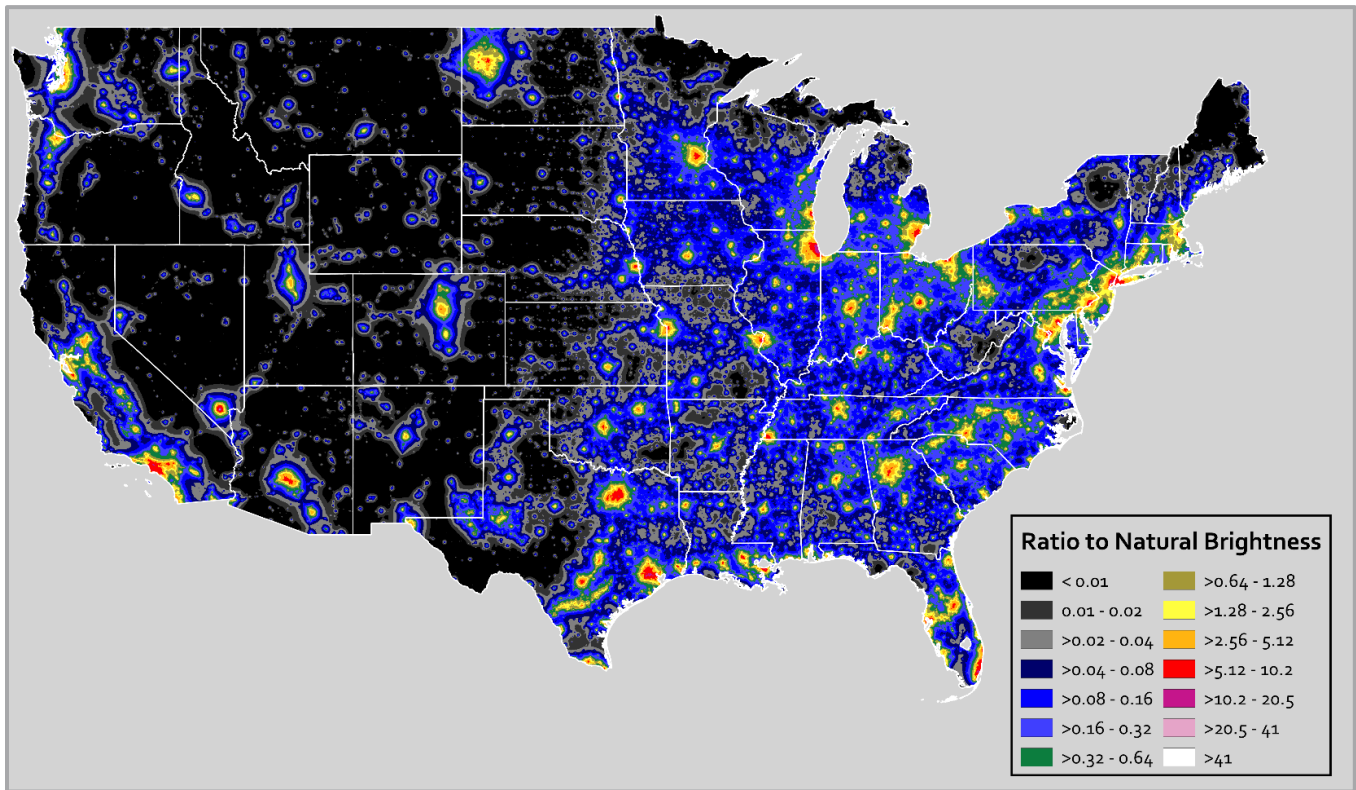 Ratio to Natural Brightness
< 0.01
0.01 - 0.02
>0.02 - 0.04
>0.04 - 0.08
>0.08 - 0.16
>0.16 - 0.32
>0.32 - 0.64
>0.64 - 1.28
>1.28 - 2.56
>2.56 - 5.12
>5.12 - 10.2
>10.2 - 20.5
>20.5 - 41
>41